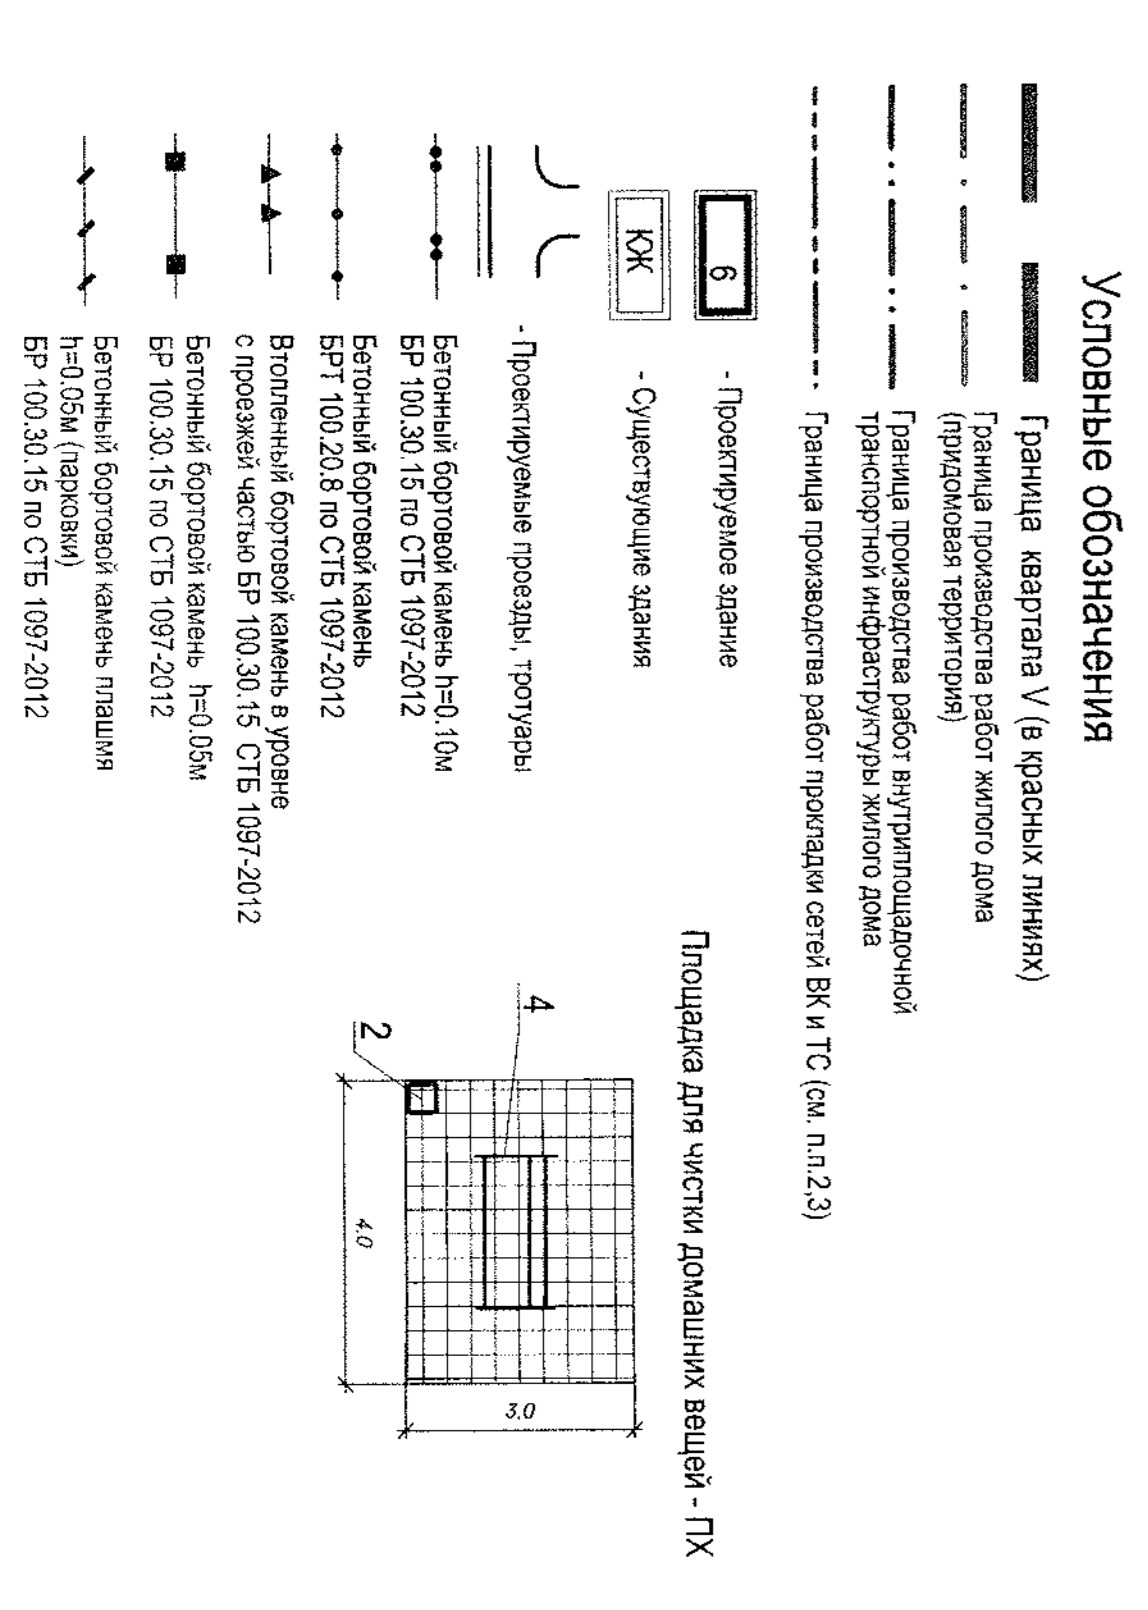 Условные обозначения
Граница квартала V (в красных линиях)
Граница производства работ жилого дома
(придомовая территория)
Граница производства работ внутриплощадочной
транспортной инфраструктуры жилого дома
Граница производства работ прокладки сетей ВК и ТС (см. п.п.2,3)
6
- Проектируемое здание
КЖ
- Существующие здания
- Проектируемые проезды, тротуары
Бетонный бортовой камень h=0.10м
БР 100.30.15 по СТБ 1097-2012
Бетонный бортовой камень
БРТ 100.20.8 по СТБ 1097-2012
Втопленный бортовой камень в уровне
с проезжей частью БР 100.30.15 СТБ 1097-2012
Бетонный бортовой камень h=0.05м
БР 100.30.15 по СТБ 1097-2012
Бетонный бортовой камень плашмя
h=0.05м (парковки)
БР 100.30.15 по СТБ 1097-2012
Площадка для чистки домашних вещей - ПХ
4
2
4,0
3,0